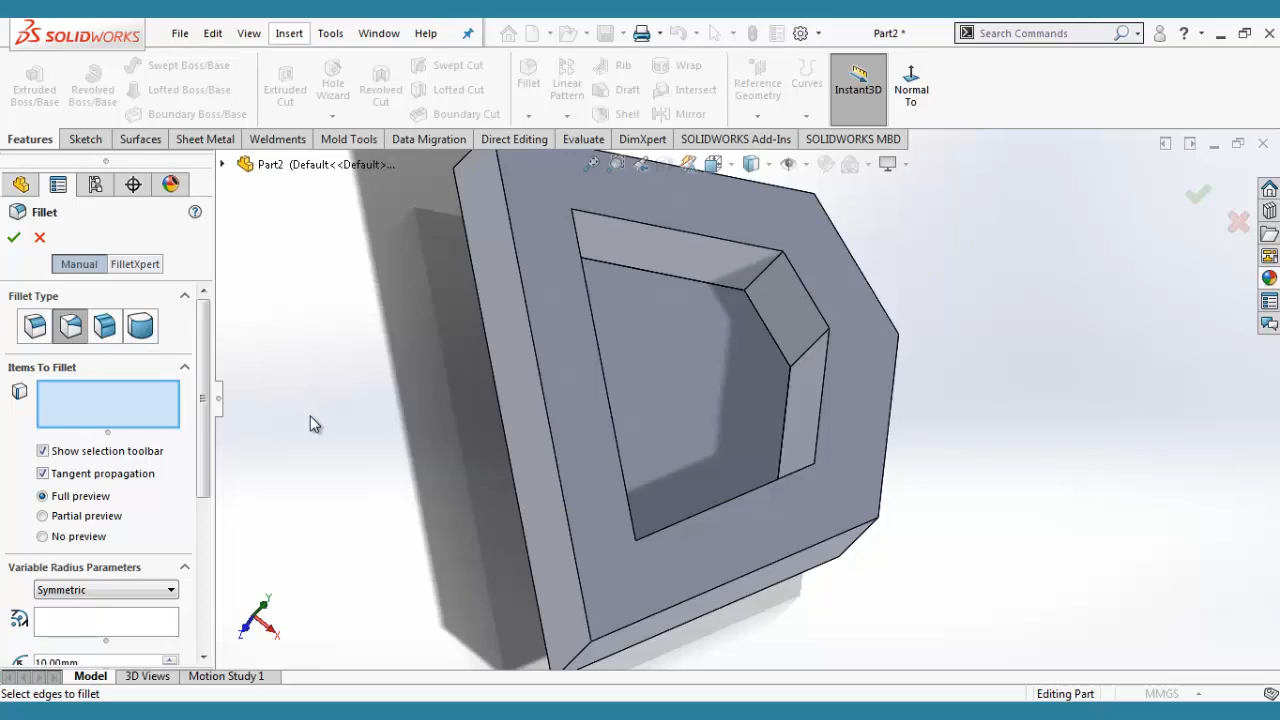 SOLIDWORKS File Edit View Insert Tools Window Help Part2 * Search Commands ?
Extruded Boss/Base
Swept Boss/Base
Lofted Boss/Base
Boundary Boss/Base
Extruded Cut
Hole Wizard
Revolved Cut
Swept Cut
Lofted Cut
Boundary Cut
Fillet
Linear Pattern
Rib
Draft
Shell
Wrap
Intersect
Mirror
Reference Geometry
Curves
Instant3D
Normal To
Features Sketch Surfaces Sheet Metal Weldments Mold Tools Data Migration Direct Editing Evaluate DimXpert SOLIDWORKS Add-Ins SOLIDWORKS MBD
Part2 (Default<<Default>...
Fillet
Manual FilletXpert
Fillet Type
Items To Fillet
Show selection toolbar
Tangent propagation
Full preview
Partial preview
No preview
Variable Radius Parameters
Symmetric
10.00mm
Y
Z
X
Model 3D Views Motion Study 1
Select edges to fillet Editing Part MMGS